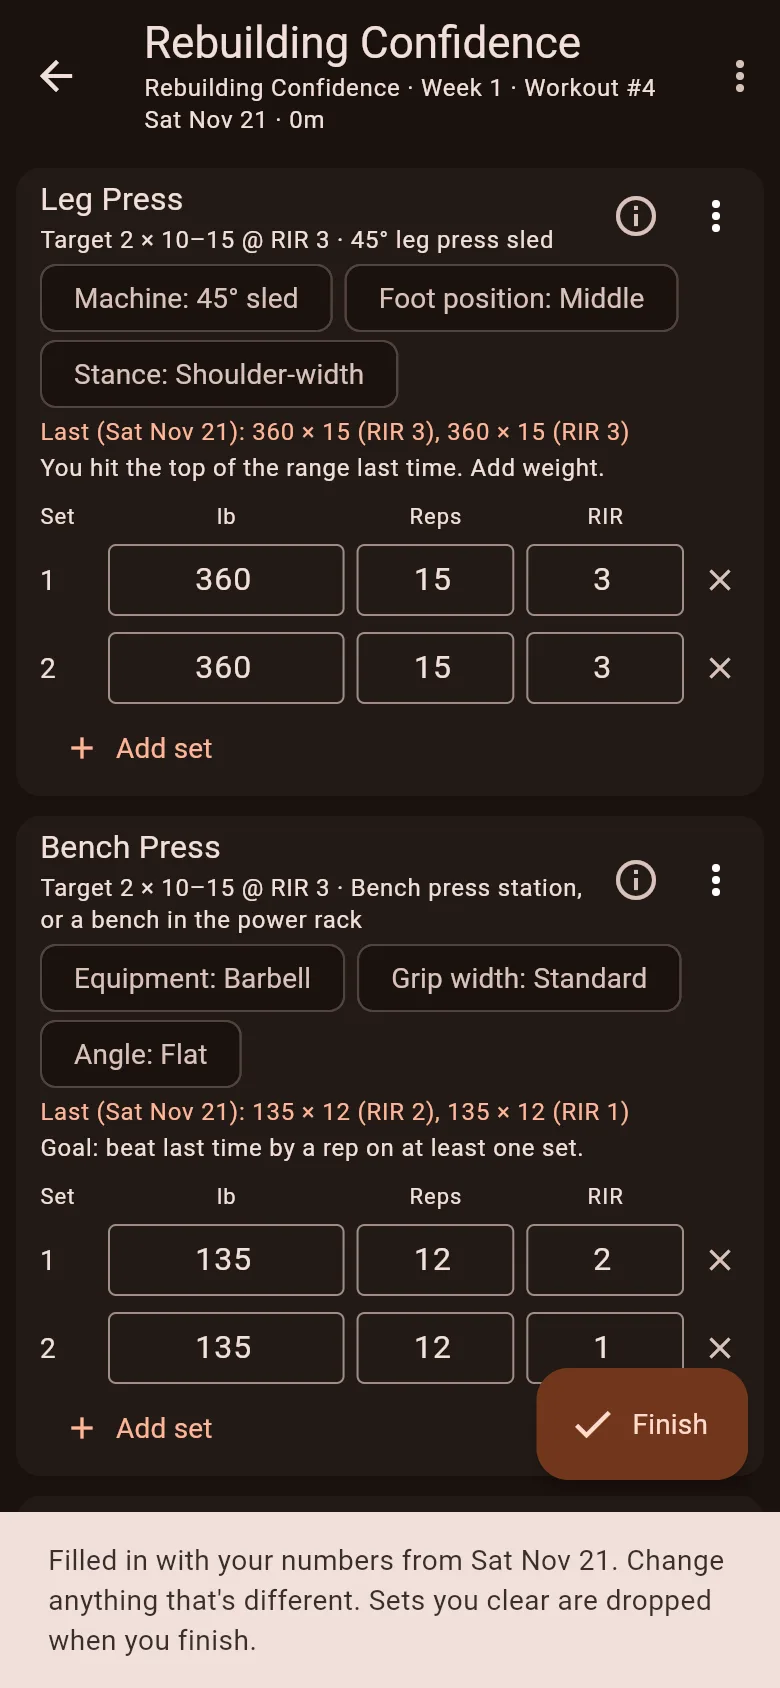 Rebuilding Confidence
Rebuilding Confidence · Week 1 · Workout #4
Sat Nov 21 · 0m
Leg Press
Target 2 × 10–15 @ RIR 3 · 45° leg press sled
Machine: 45° sled
Foot position: Middle
Stance: Shoulder-width
Last (Sat Nov 21): 360 × 15 (RIR 3), 360 × 15 (RIR 3)
You hit the top of the range last time. Add weight.
Set lb Reps RIR
1 360 15 3
2 360 15 3
+ Add set
Bench Press
Target 2 × 10–15 @ RIR 3 · Bench press station,
or a bench in the power rack
Equipment: Barbell
Grip width: Standard
Angle: Flat
Last (Sat Nov 21): 135 × 12 (RIR 2), 135 × 12 (RIR 1)
Goal: beat last time by a rep on at least one set.
Set lb Reps RIR
1 135 12 2
2 135 12 1
+ Add set
Finish
Filled in with your numbers from Sat Nov 21. Change
anything that's different. Sets you clear are dropped
when you finish.